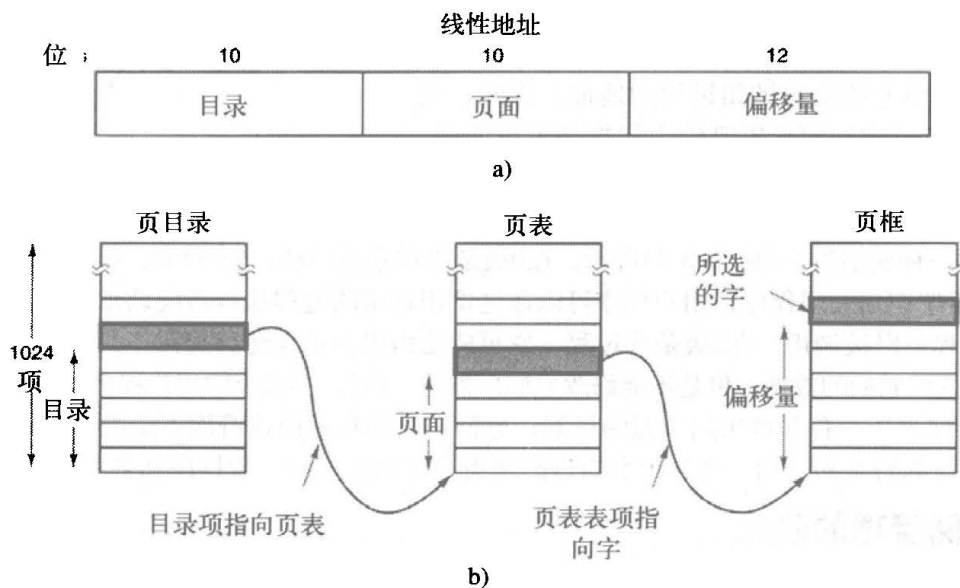 线性地址
位
10 10 12
目录 页面 偏移量
a)
页目录 页表 页框
所选
的字
1024
项
目录
页面
偏移量
目录项指向页表
页表表项指
向字
b)